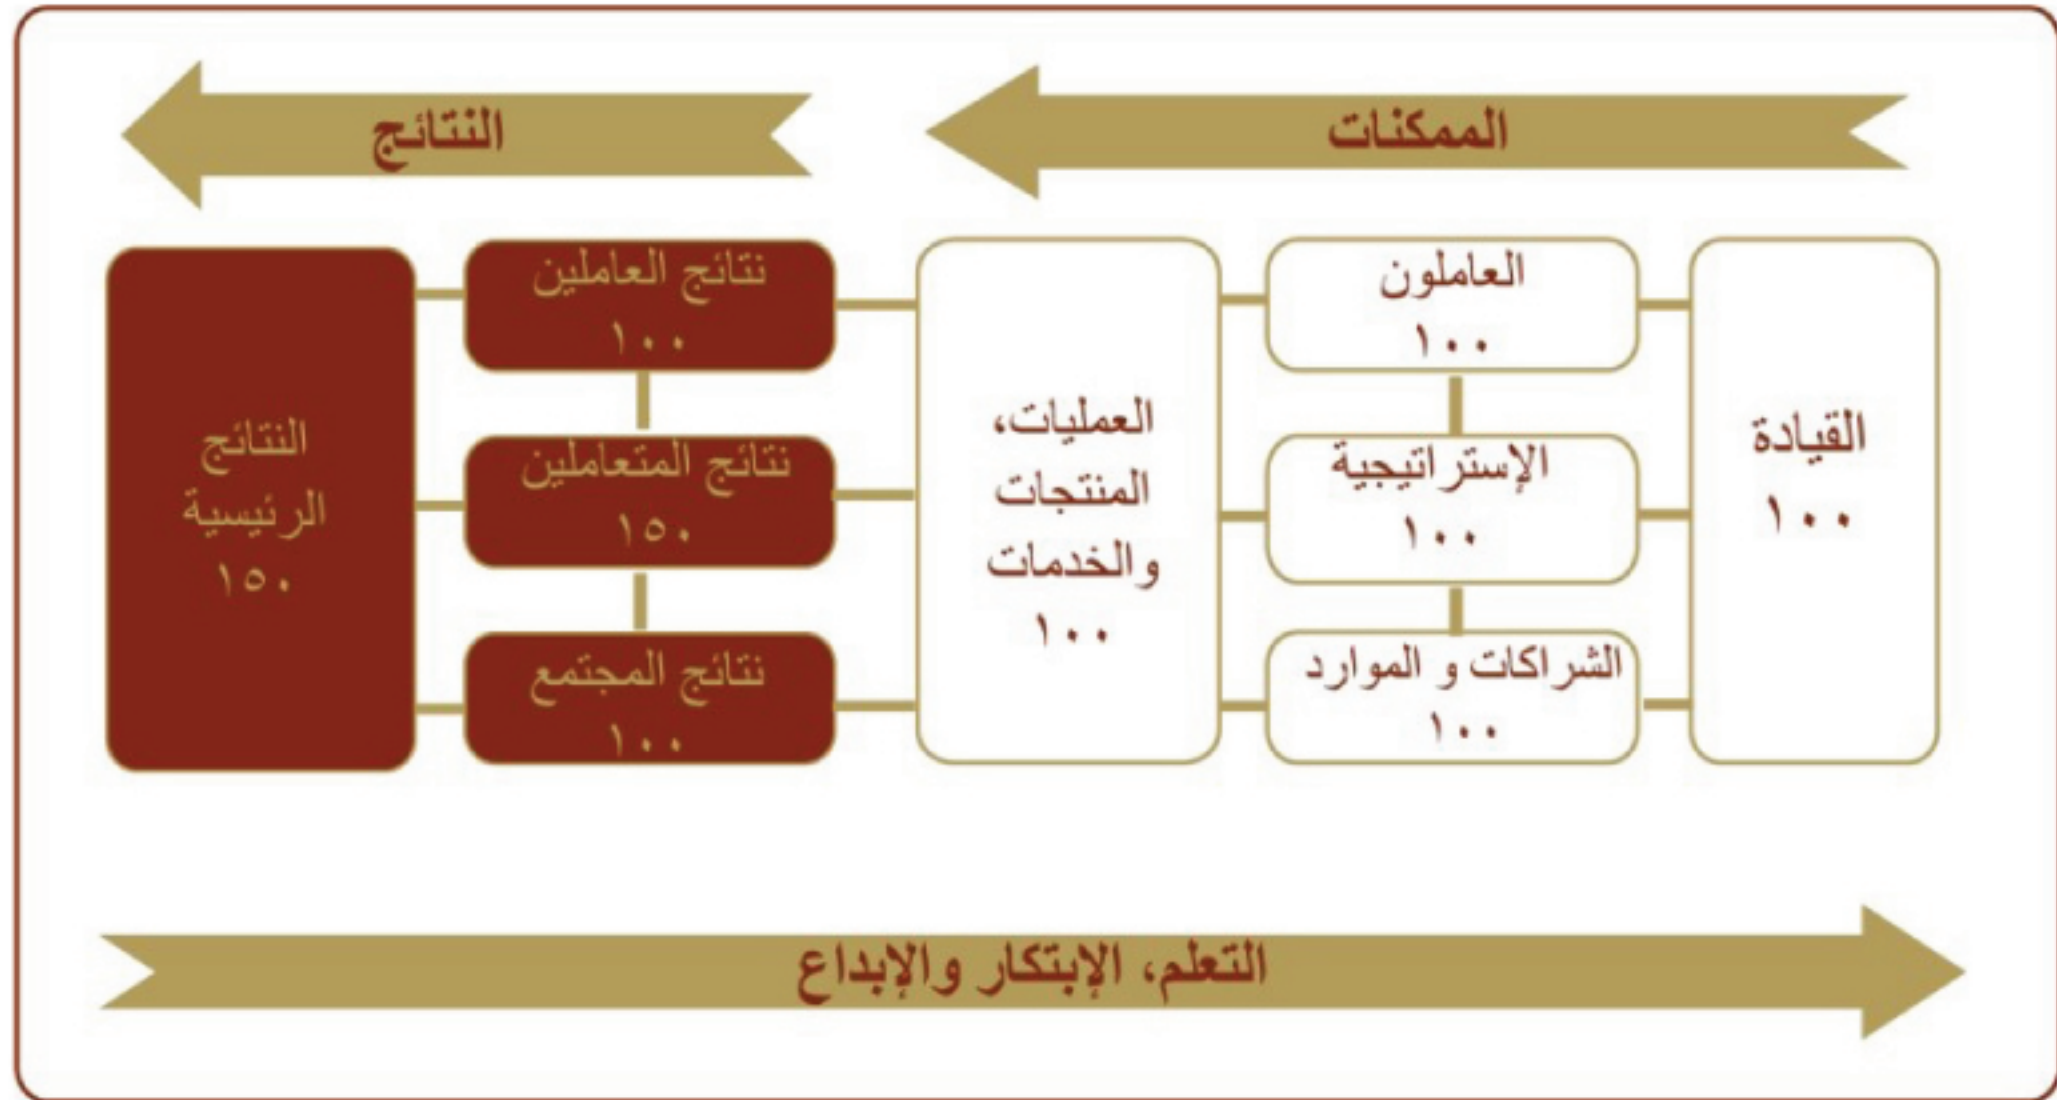 الممكنات
النتائج
القيادة
١٠٠
العاملون
١٠٠
الإستراتيجية
١٠٠
الشراكات و الموارد
١٠٠
العمليات،
المنتجات
والخدمات
١٠٠
نتائج العاملين
١٠٠
نتائج المتعاملين
١٥٠
نتائج المجتمع
١٠٠
النتائج
الرئيسية
١٥٠
التعلم، الإبتكار والإبداع